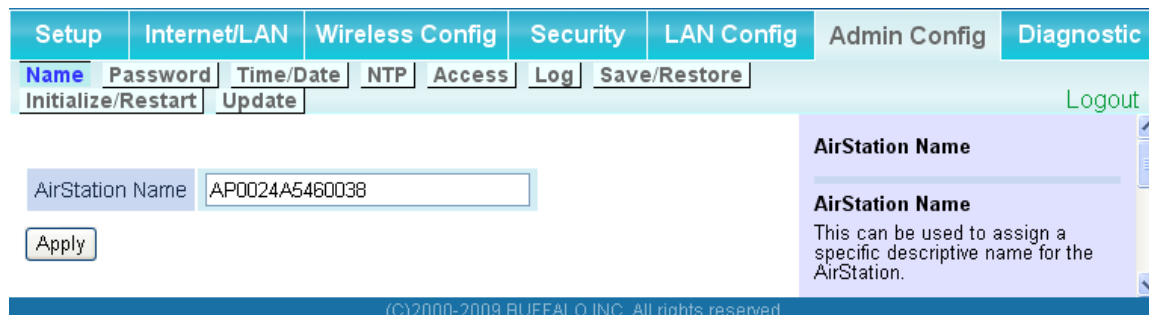 Setup Internet/LAN Wireless Config Security LAN Config Admin Config Diagnostic
Name Password Time/Date NTP Access Log Save/Restore
Initialize/Restart Update
Logout
AirStation Name AP0024A5460038
Apply
AirStation Name
AirStation Name
This can be used to assign a
specific descriptive name for the
AirStation.
(C)2000-2009 BUFFALO INC. All rights reserved.